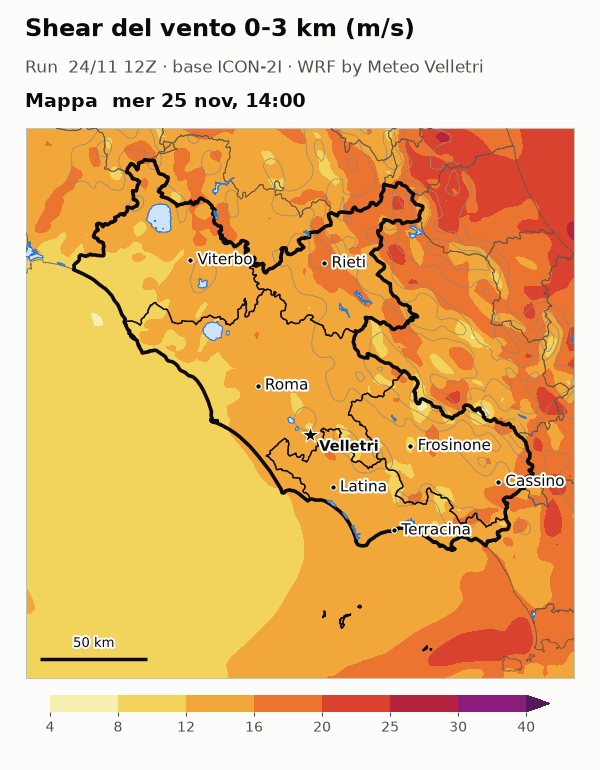 Shear del vento 0-3 km (m/s)
Run  24/11 12Z · base ICON-2I · WRF by Meteo Velletri
Mappa  mer 25 nov, 14:00
Viterbo
Rieti
Roma
Velletri
Frosinone
Latina
Cassino
Terracina
50 km
4 8 12 16 20 25 30 40